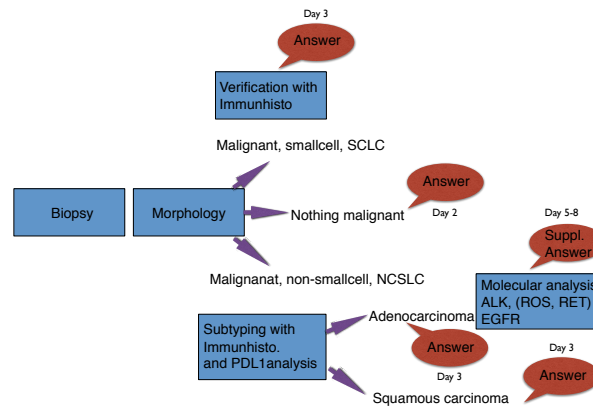 Day 3
Answer
Verification with
Immunhisto
Malignant, smallcell, SCLC
Biopsy
Morphology
Nothing malignant
Answer
Day 2
Malignanat, non-smallcell, NCSLC
Day 5-8
Suppl.
Answer
Molecular analysis
ALK, (ROS, RET)
EGFR
Subtyping with
Immunhisto.
and PDL1analysis
Adenocarcinoma
Answer
Day 3
Squamous carcinoma
Day 3
Answer